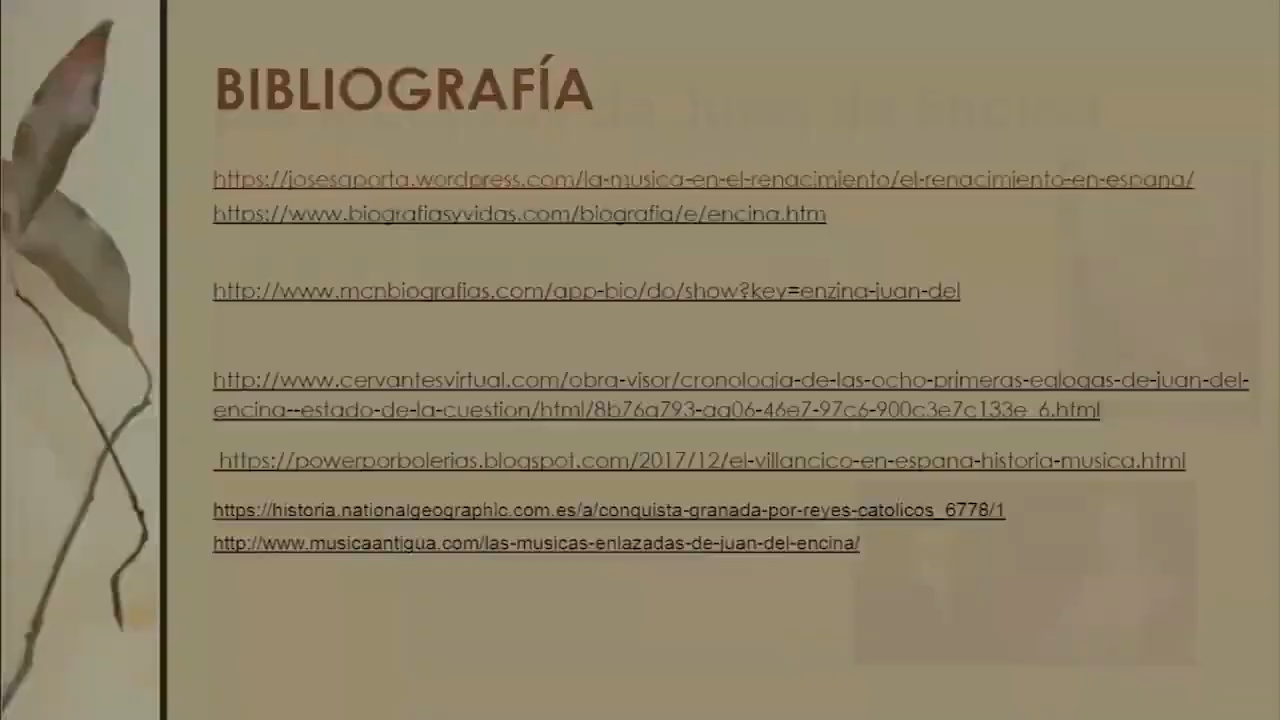 BIBLIOGRAFÍA
https://josesaporta.wordpress.com/la-musica-en-el-renacimiento/el-renacimiento-en-espana/
https://www.biografiasyvidas.com/biografia/e/encina.htm
http://www.mcnbiografias.com/app-bio/do/show?key=enzina-juan-del
http://www.cervantesvirtual.com/obra-visor/cronologia-de-las-ocho-primeras-eglogas-de-juan-del-
encina--estado-de-la-cuestion/html/8b76a793-aa06-46e7-97c6-900c3e7c133e_6.html
https://powerporbolerias.blogspot.com/2017/12/el-villancico-en-espana-historia-musica.html
https://historia.nationalgeographic.com.es/a/conquista-granada-por-reyes-catolicos_6778/1
http://www.musicaantigua.com/las-musicas-enlazadas-de-juan-del-encina/